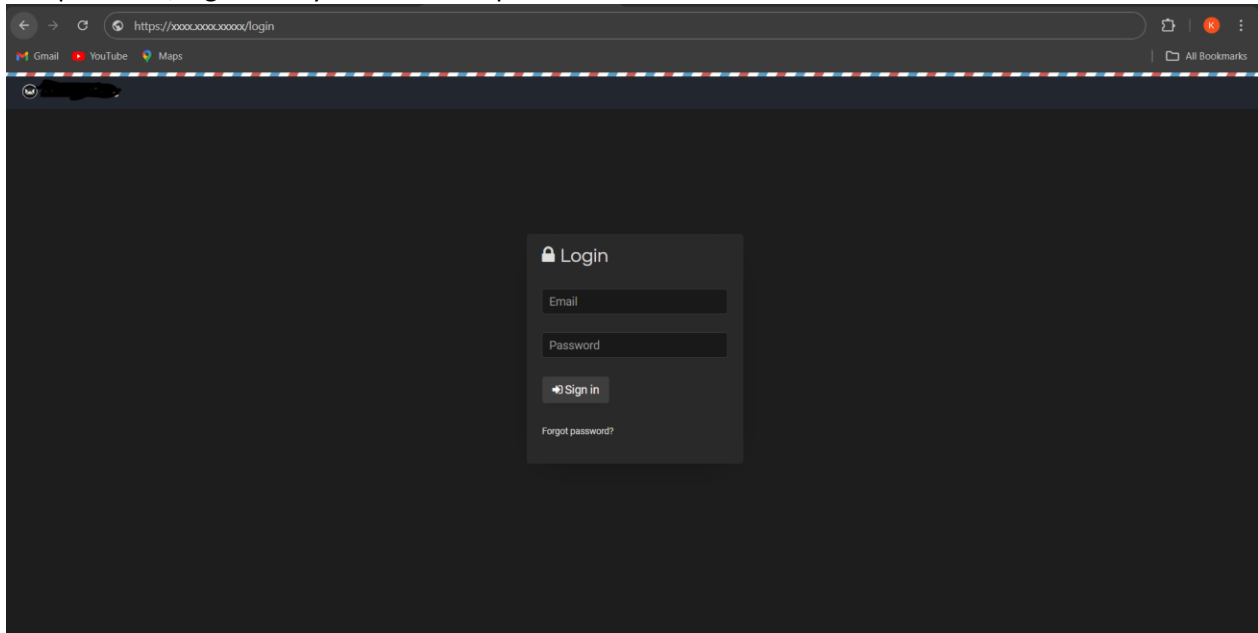 https://xxxx.xxxx.xxxxx/login
K
Gmail YouTube Maps
All Bookmarks
Login
Email
Password
Sign in
Forgot password?